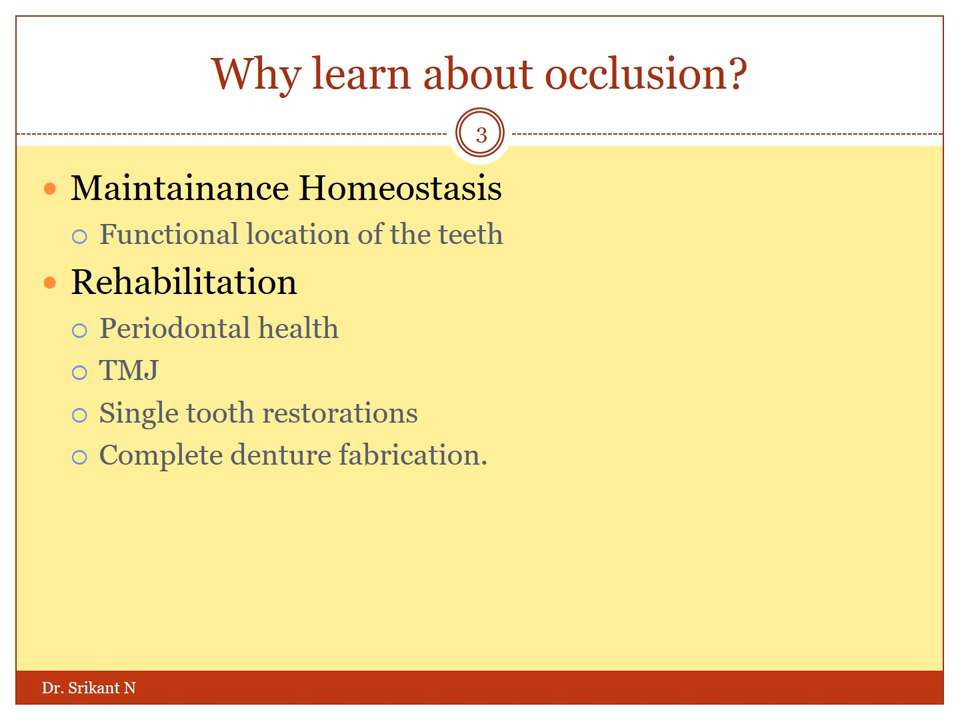 Why learn about occlusion?
3
Maintainance Homeostasis
Functional location of the teeth
Rehabilitation
Periodontal health
TMJ
Single tooth restorations
Complete denture fabrication.
Dr. Srikant N